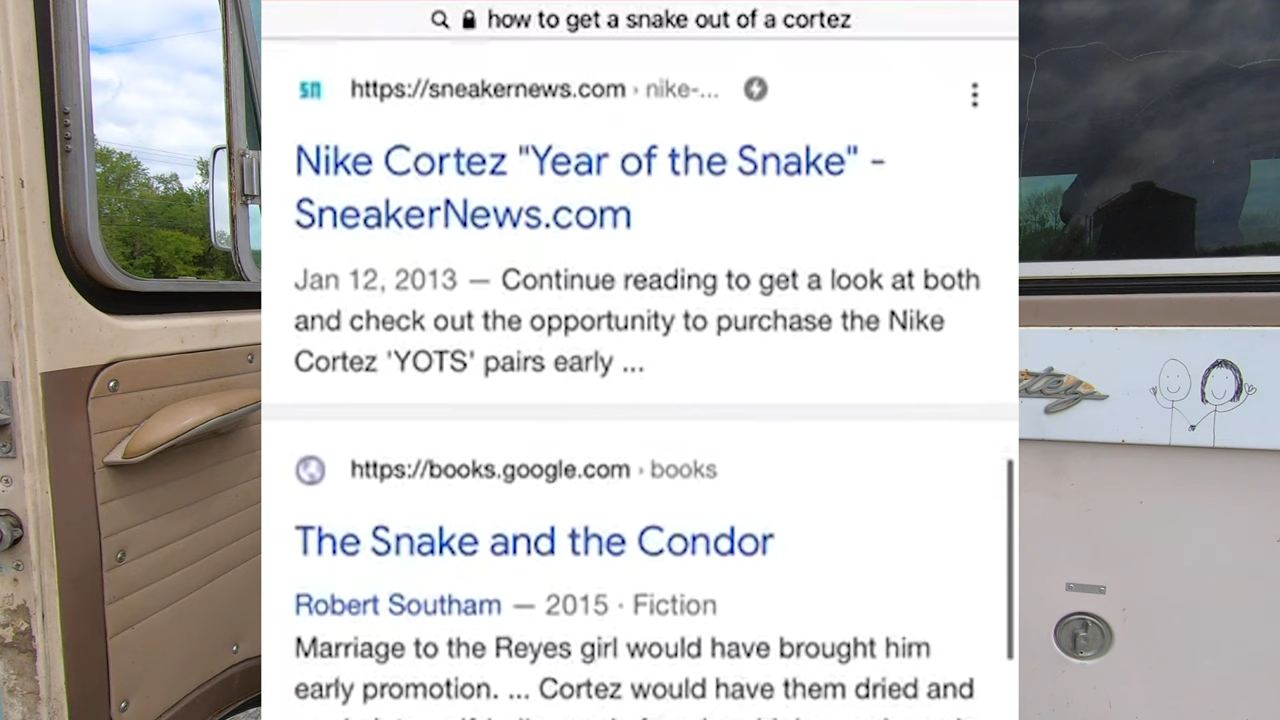 how to get a snake out of a cortez
sn https://sneakernews.com › nike-...
Nike Cortez "Year of the Snake" -
SneakerNews.com
Jan 12, 2013 — Continue reading to get a look at both
and check out the opportunity to purchase the Nike
Cortez 'YOTS' pairs early ...
https://books.google.com › books
The Snake and the Condor
Robert Southam — 2015 · Fiction
Marriage to the Reyes girl would have brought him
early promotion. ... Cortez would have them dried and